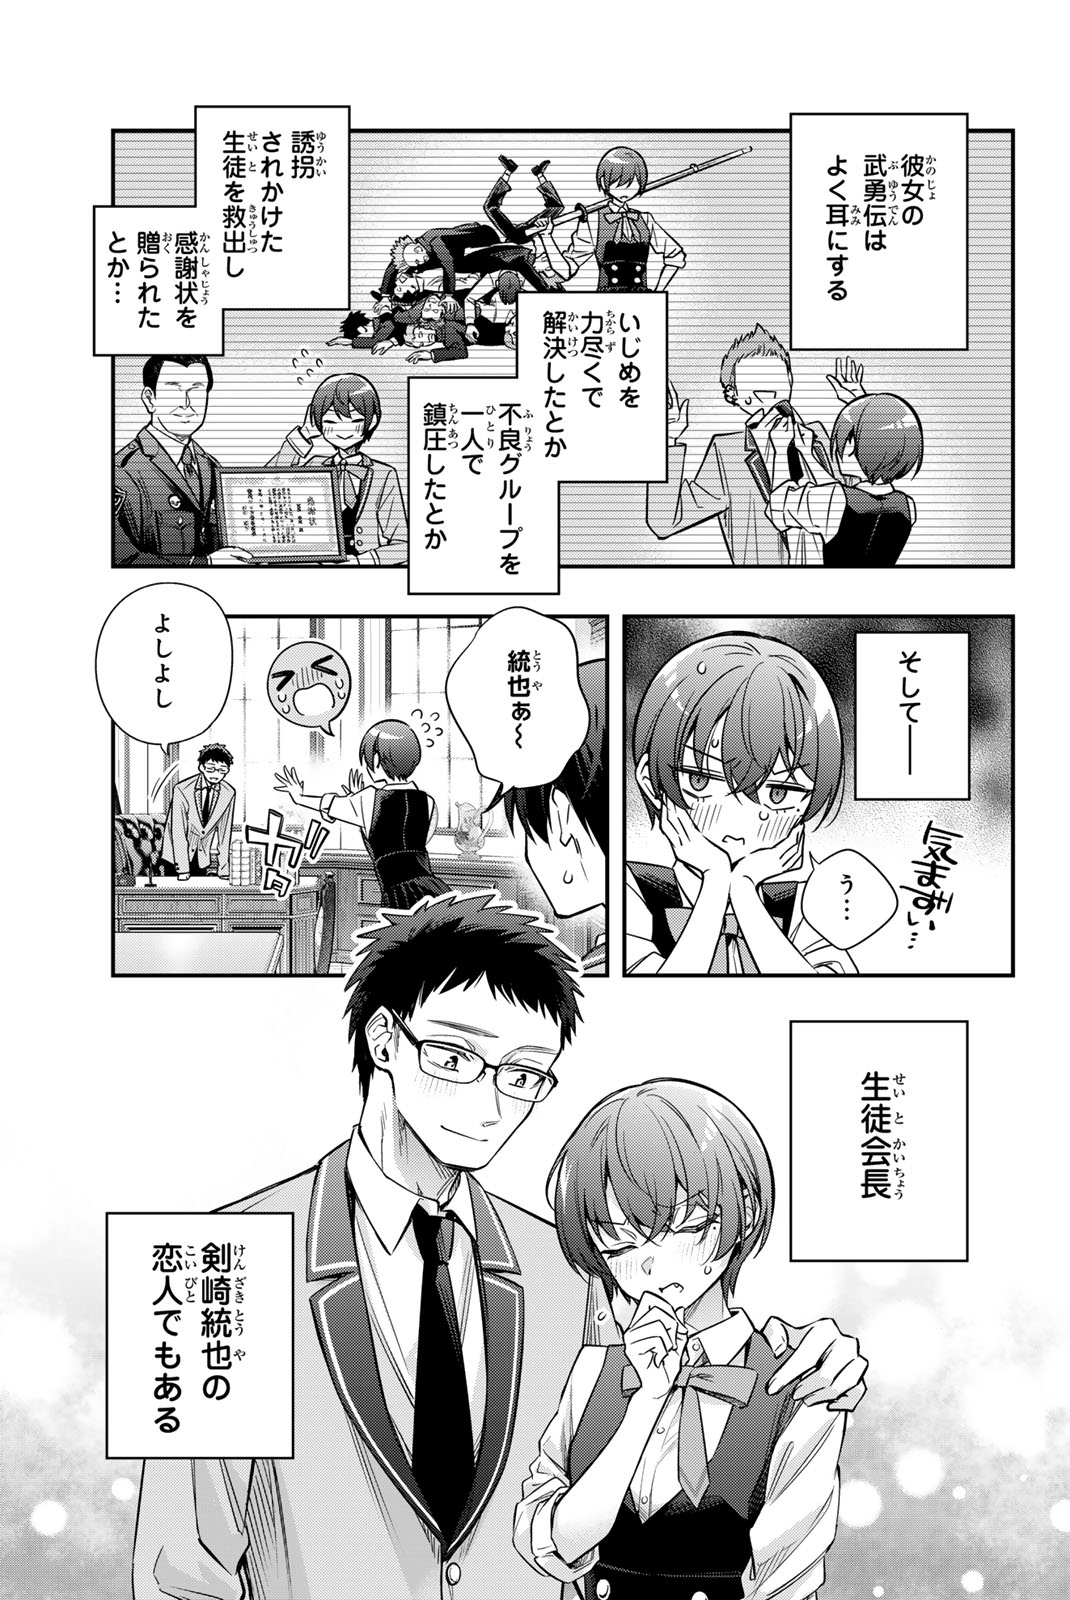 彼女の
武勇伝は
よく耳にする
いじめを
力尽くで
解決したとか
不良グループを
一人で
鎮圧したとか
誘拐
されかけた
生徒を救出し
感謝状を
贈られた
とか…
感謝状
そして――
う…
気まずい…
統也ぁ～
よしよし
生徒会長
剣崎統也の
恋人でもある